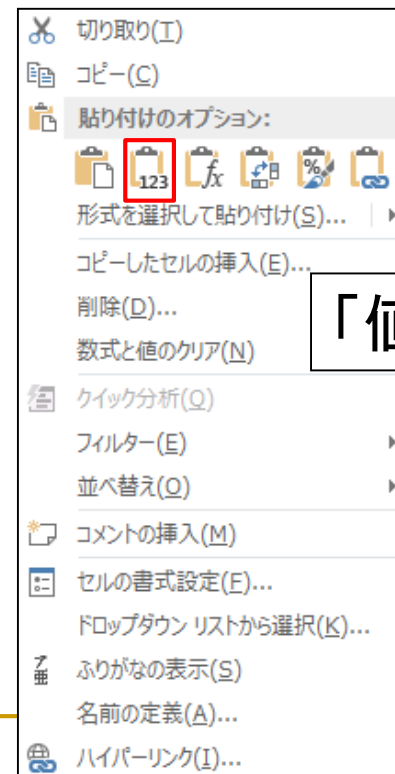 切り取り(T)
コピー(C)
貼り付けのオプション:
123 fx %
形式を選択して貼り付け(S)...
コピーしたセルの挿入(E)...
削除(D)...
「値
数式と値のクリア(N)
クイック分析(Q)
フィルター(E)
並べ替え(O)
コメントの挿入(M)
セルの書式設定(F)...
ドロップダウン リストから選択(K)...
ふりがなの表示(S)
名前の定義(A)...
ハイパーリンク(I)...